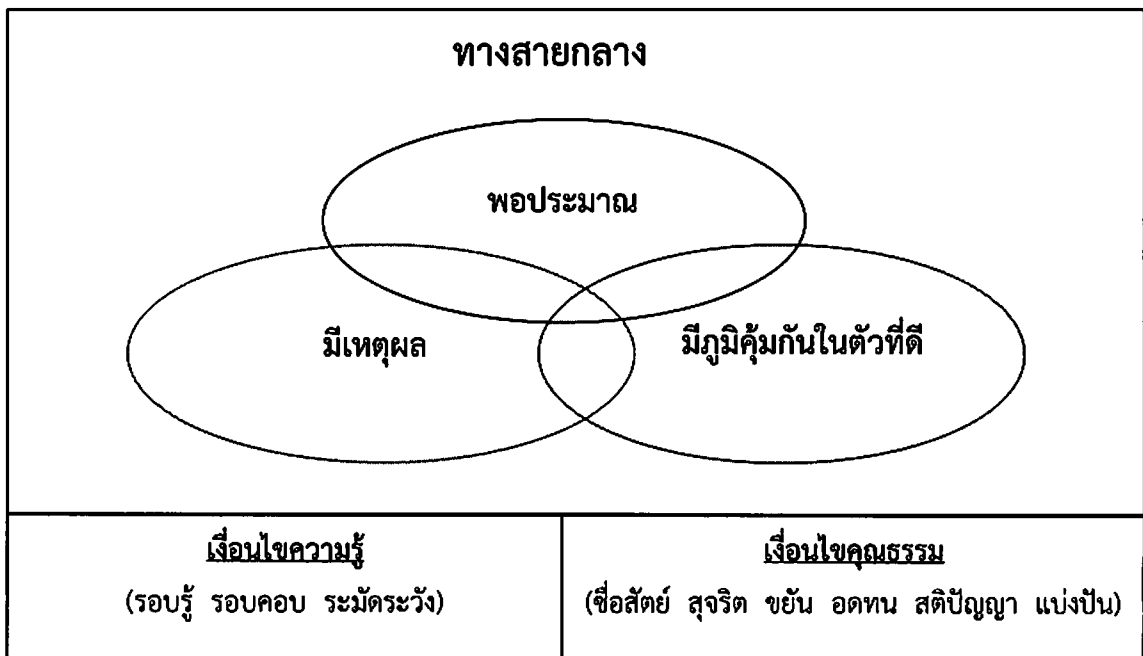 ทางสายกลาง
พอประมาณ
มีเหตุผล
มีภูมิคุ้มกันในตัวที่ดี
เงื่อนไขความรู้
(รอบรู้ รอบคอบ ระมัดระวัง)
เงื่อนไขคุณธรรม
(ซื่อสัตย์ สุจริต ขยัน อดทน สติปัญญา แบ่งปัน)